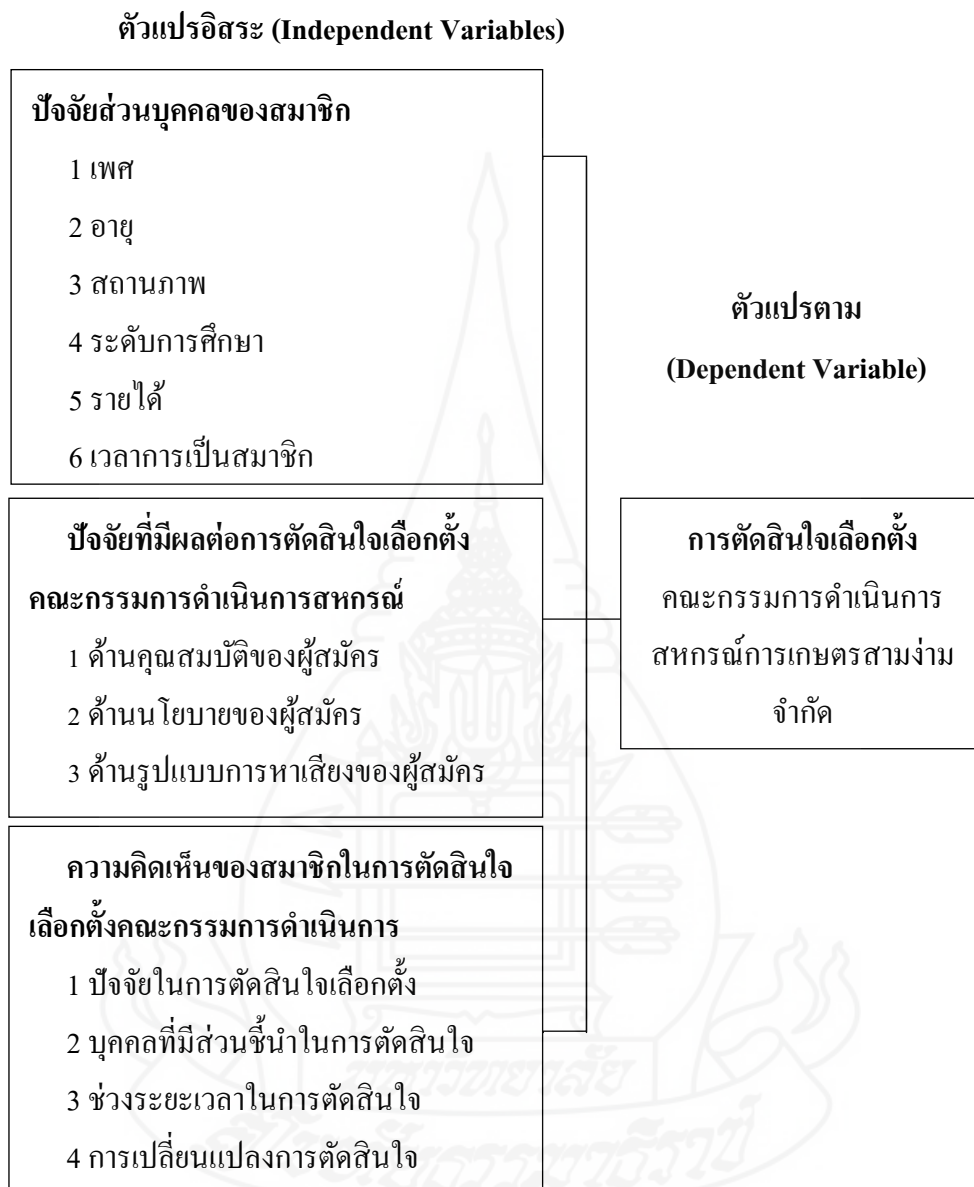 ตัวแปรอิสระ (Independent Variables)
ปัจจัยส่วนบุคคลของสมาชิก
1 เพศ
2 อายุ
3 สถานภาพ
4 ระดับการศึกษา
5 รายได้
6 เวลาการเป็นสมาชิก
ปัจจัยที่มีผลต่อการตัดสินใจเลือกตั้ง
คณะกรรมการดำเนินการสหกรณ์
1 ด้านคุณสมบัติของผู้สมัคร
2 ด้านนโยบายของผู้สมัคร
3 ด้านรูปแบบการหาเสียงของผู้สมัคร
ความคิดเห็นของสมาชิกในการตัดสินใจ
เลือกตั้งคณะกรรมการดำเนินการ
1 ปัจจัยในการตัดสินใจเลือกตั้ง
2 บุคคลที่มีส่วนชี้นำในการตัดสินใจ
3 ช่วงระยะเวลาในการตัดสินใจ
4 การเปลี่ยนแปลงการตัดสินใจ
ตัวแปรตาม
(Dependent Variable)
การตัดสินใจเลือกตั้ง
คณะกรรมการดำเนินการ
สหกรณ์การเกษตรสามง่าม
จำกัด